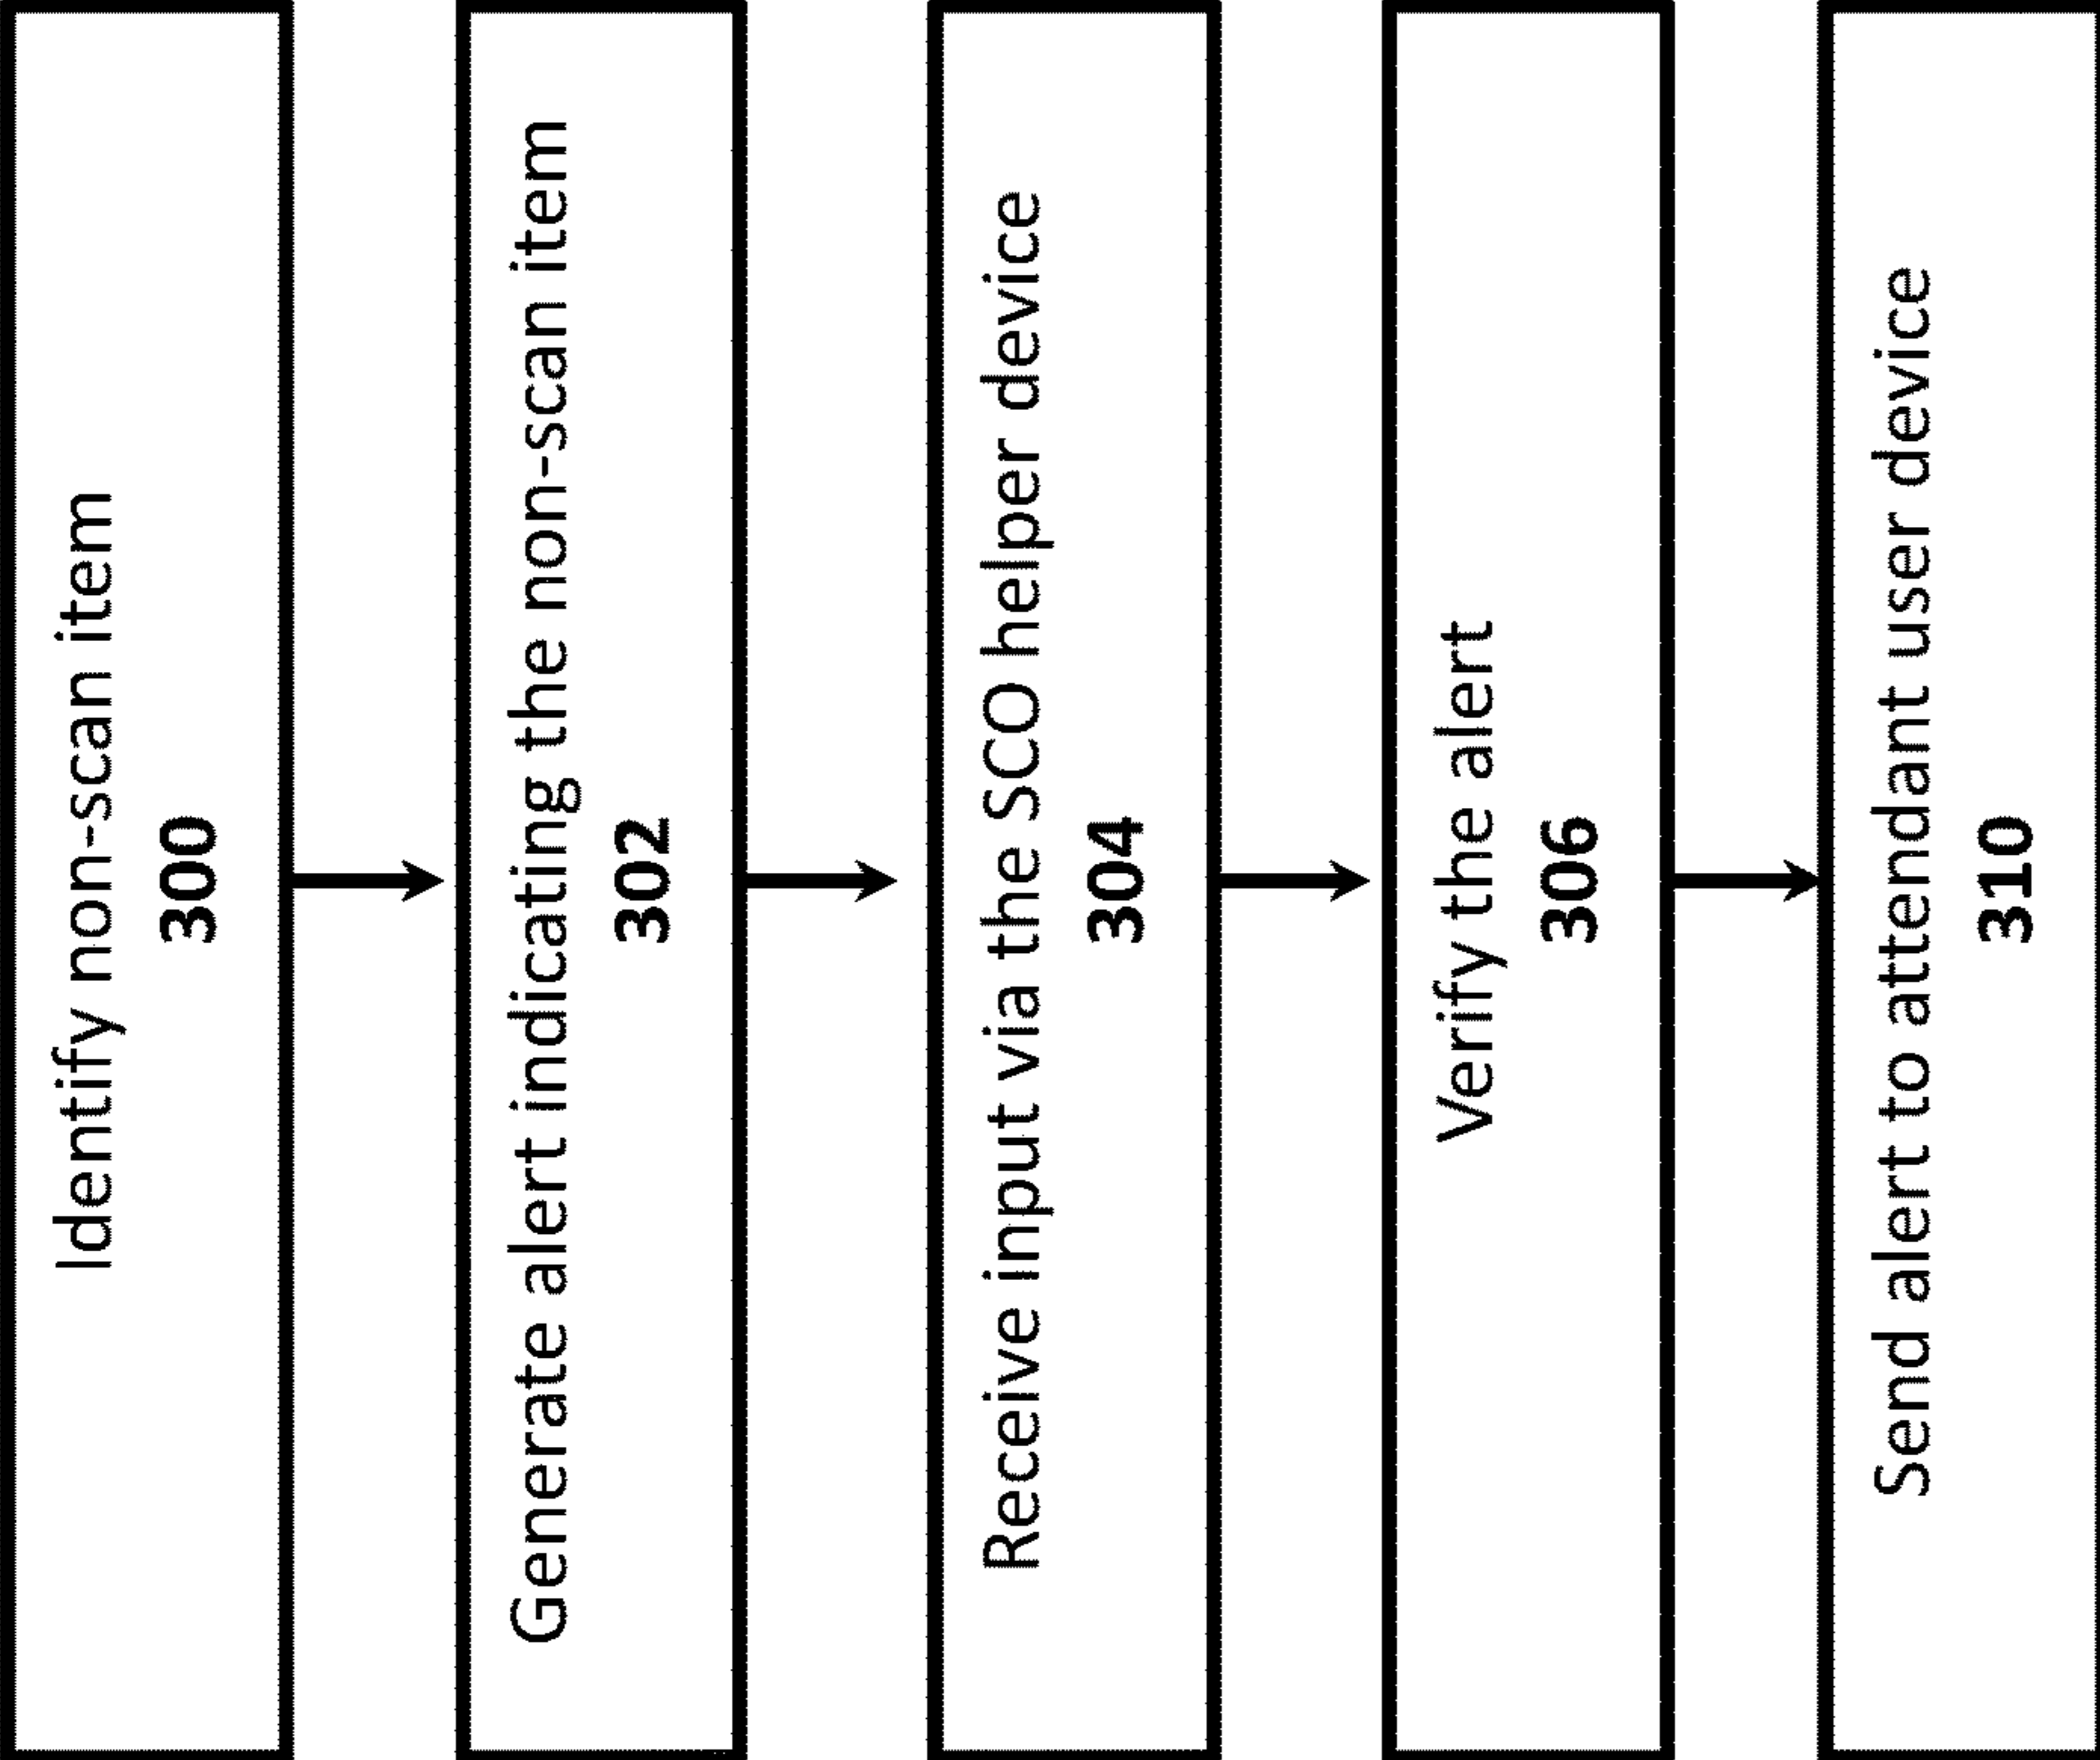 Identify non-scan item
300
Generate alert indicating the non-scan item
302
Receive input via the SCO helper device
304
Verify the alert
306
Send alert to attendant user device
310